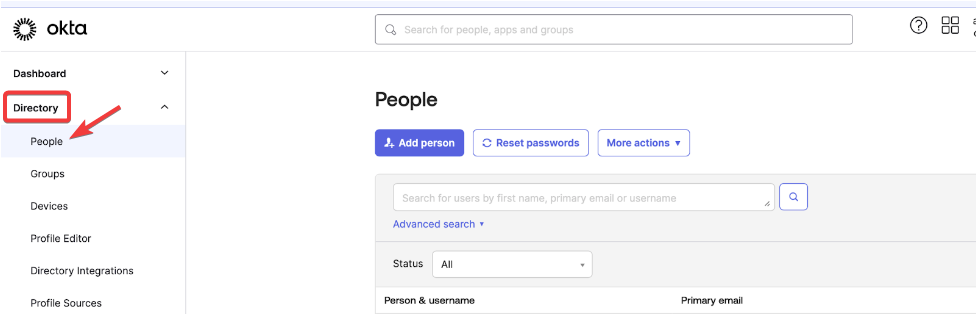 okta
Search for people, apps and groups
Dashboard
Directory
People
Groups
Devices
Profile Editor
Directory Integrations
Profile Sources
People
Add person
Reset passwords
More actions
Search for users by first name, primary email or username
Advanced search
Status
All
Person & username
Primary email